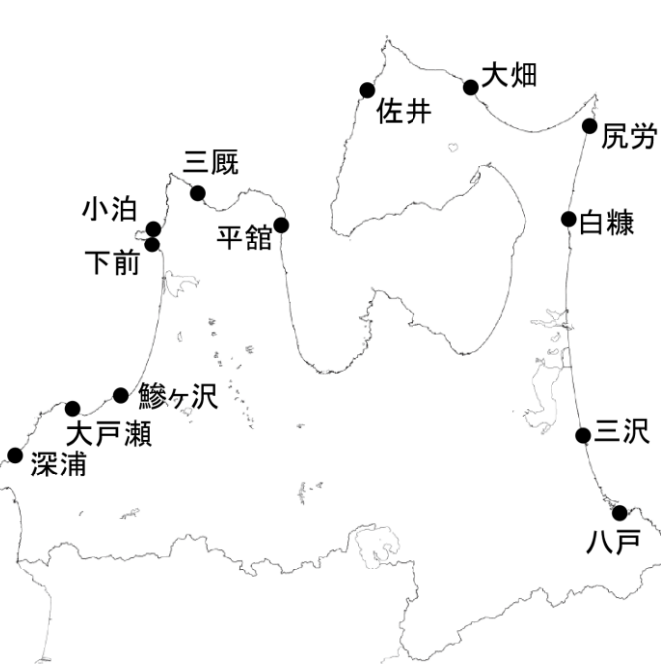 大畑
佐井
尻労
三厩
小泊
平舘
白糠
下前
鰺ヶ沢
大戸瀬
三沢
深浦
八戸